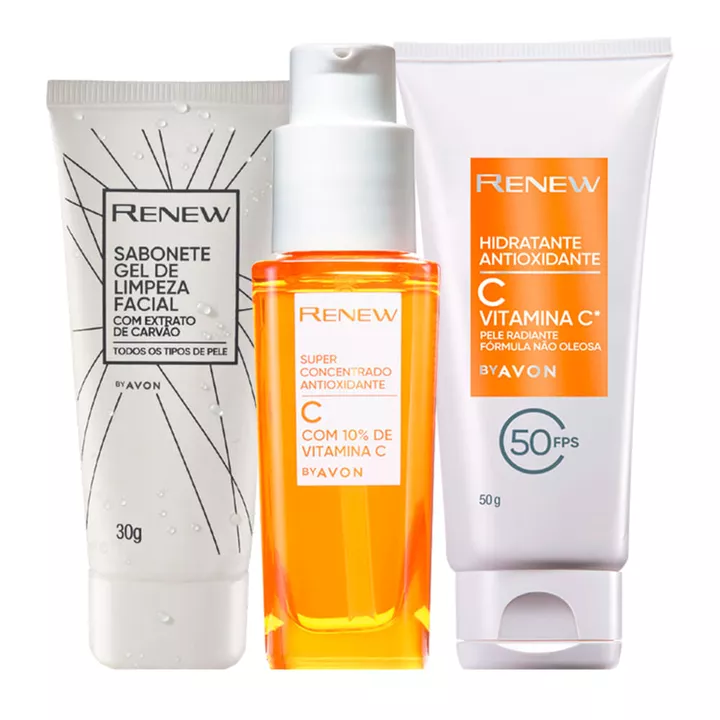 RENEW
SABONETE
GEL DE
LIMPEZA
FACIAL
COM EXTRATO
DE CARVÃO
TODOS OS TIPOS DE PELE
BY AVON
30g
RENEW
SUPER
CONCENTRADO
ANTIOXIDANTE
C
COM 10% DE
VITAMINA C
BY AVON
RENEW
HIDRATANTE
ANTIOXIDANTE
C
VITAMINA C*
PELE RADIANTE
FÓRMULA NÃO OLEOSA
BY AVON
50 FPS
50 g